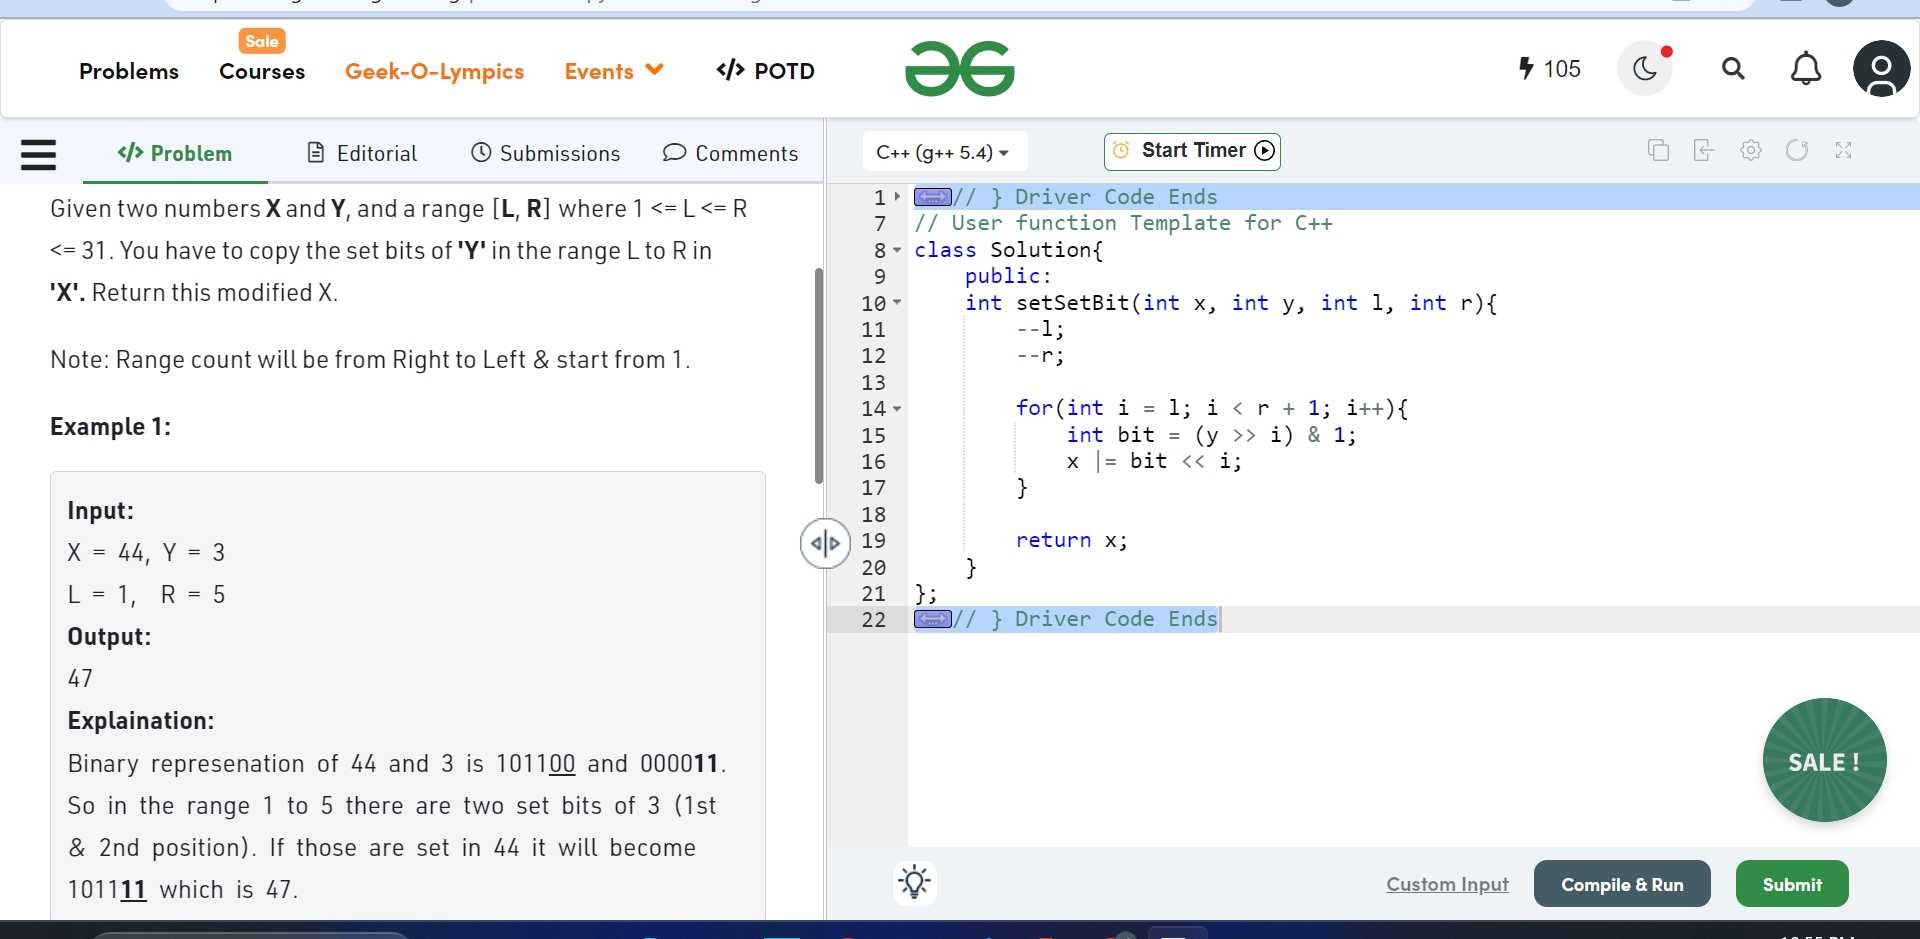 Sale
Problems Courses Geek-O-Lympics Events </> POTD 105
</> Problem Editorial Submissions Comments
Given two numbers X and Y, and a range [L, R] where 1 <= L <= R
<= 31. You have to copy the set bits of 'Y' in the range L to R in
'X'. Return this modified X.
Note: Range count will be from Right to Left & start from 1.
Example 1:
Input:
X = 44, Y = 3
L = 1, R = 5
Output:
47
Explaination:
Binary represenation of 44 and 3 is 101100 and 000011.
So in the range 1 to 5 there are two set bits of 3 (1st
& 2nd position). If those are set in 44 it will become
101111 which is 47.
C++ (g++ 5.4) Start Timer
1 // } Driver Code Ends
7 // User function Template for C++
8 class Solution{
9 public:
10 int setSetBit(int x, int y, int l, int r){
11 --l;
12 --r;
13
14 for(int i = l; i < r + 1; i++){
15 int bit = (y >> i) & 1;
16 x |= bit << i;
17 }
18
19 return x;
20 }
21 };
22 // } Driver Code Ends
SALE !
Custom Input Compile & Run Submit